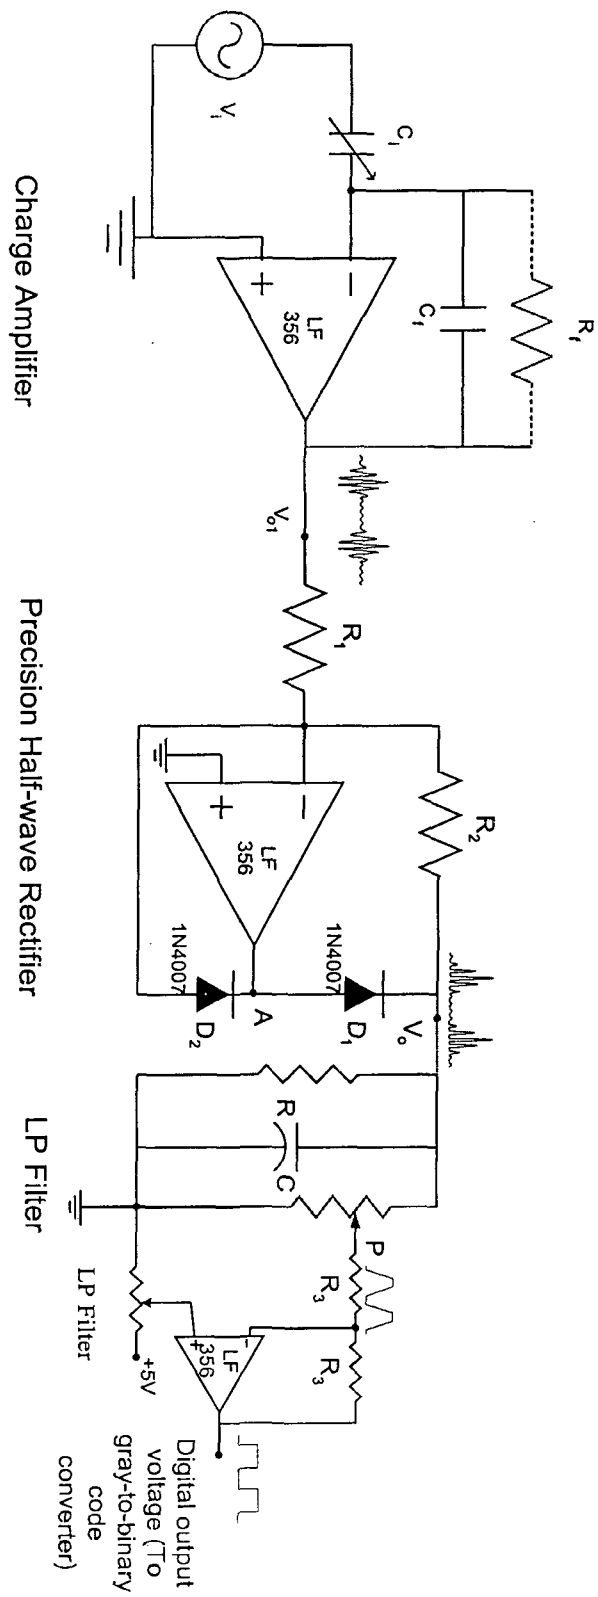 R_f
C_i
C_f
V_i
LF
356
V_o1
R_1
R_2
LF
356
1N4007
1N4007
D_1
D_2
A
V_o
R
C
P
R_3
R_3
LF
356
+5V
LP Filter
Digital output
voltage (To
gray-to-binary
code
converter)
Charge Amplifier
Precision Half-wave Rectifier
LP Filter